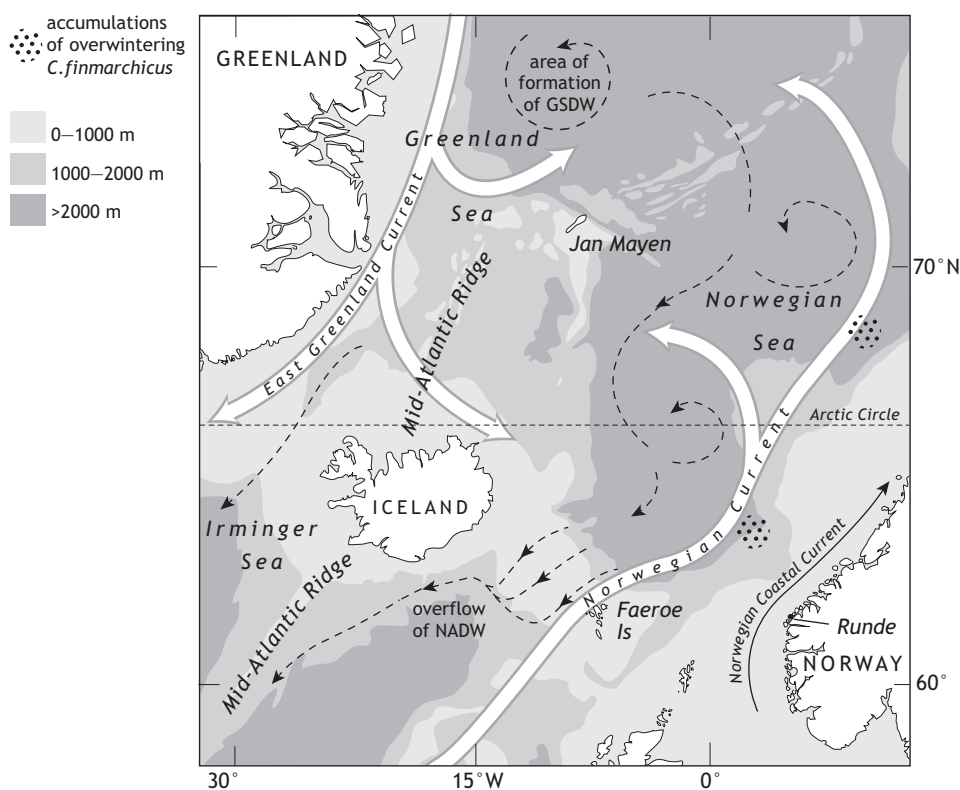 accumulations
of overwintering
C.finmarchicus
0–1000 m
1000–2000 m
>2000 m
GREENLAND
area of
formation
of GSDW
Greenland
Sea
Jan Mayen
East Greenland Current
Mid-Atlantic Ridge
70°N
Norwegian
Sea
Arctic Circle
ICELAND
Irminger
Sea
Mid-Atlantic Ridge
overflow
of NADW
Norwegian Current
Faeroe
Is
Norwegian Coastal Current
Runde
NORWAY
60°
30°
15°W
0°